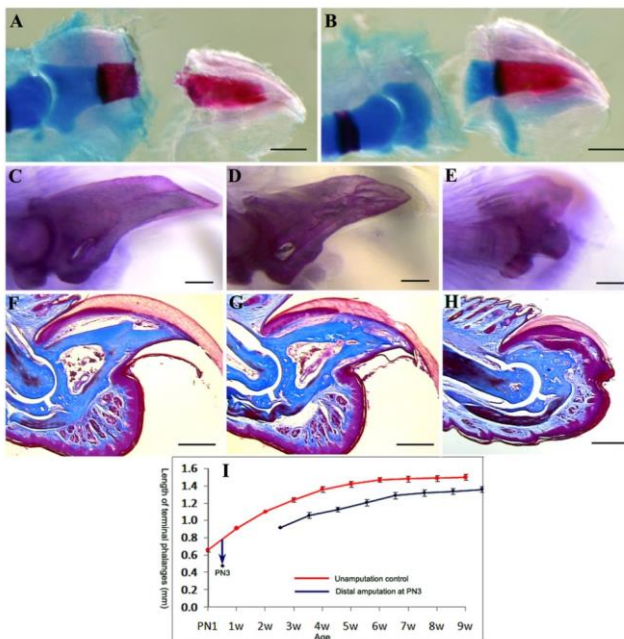 A
B
C
D
E
F
G
H
I
Length of terminal phalanges (mm)
1.6
1.4
1.2
1.0
0.8
0.6
0.4
0.2
0.0
PN3
Unamputation control
Distal amputation at PN3
PN1 1w 2w 3w 4w 5w 6w 7w 8w 9w
Age